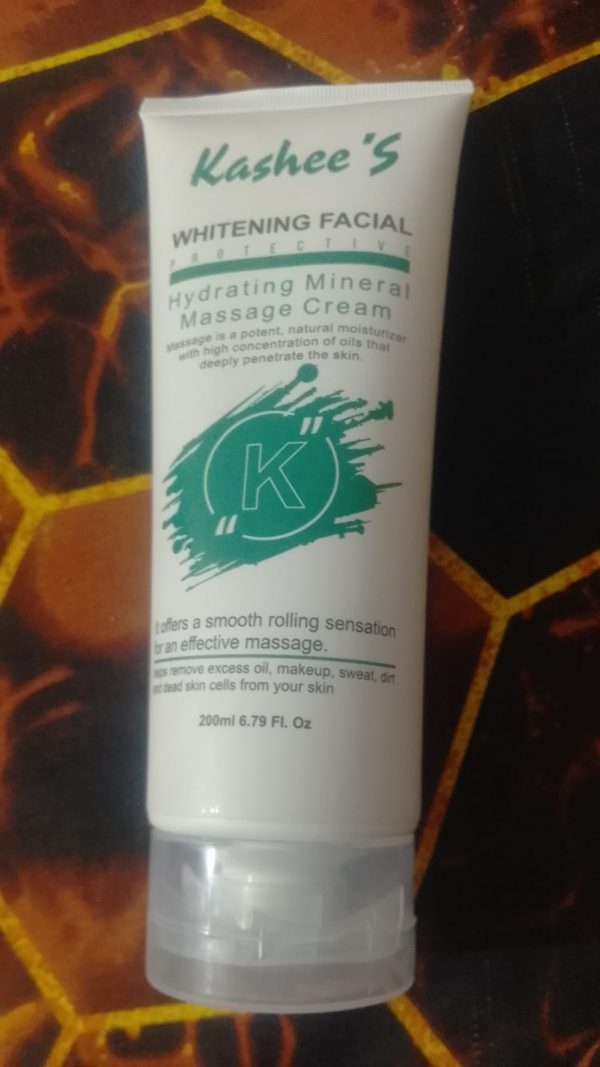 Kashee'S
WHITENING FACIAL
PROTECTIVE
Hydrating Mineral
Massage Cream
Massage is a potent, natural moisturizer
with high concentration of oils that
deeply penetrate the skin.
K
It offers a smooth rolling sensation
for an effective massage.
helps remove excess oil, makeup, sweat, dirt
and dead skin cells from your skin
200ml 6.79 Fl. Oz